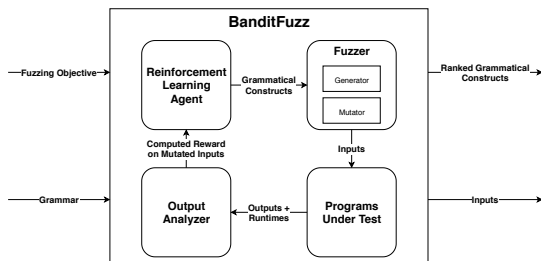 BanditFuzz
Fuzzing Objective
Reinforcement
Learning
Agent
Grammatical
Constructs
Fuzzer
Generator
Mutator
Ranked Grammatical
Constructs
Computed Reward
on Mutated Inputs
Inputs
Grammar
Output
Analyzer
Outputs +
Runtimes
Programs
Under Test
Inputs